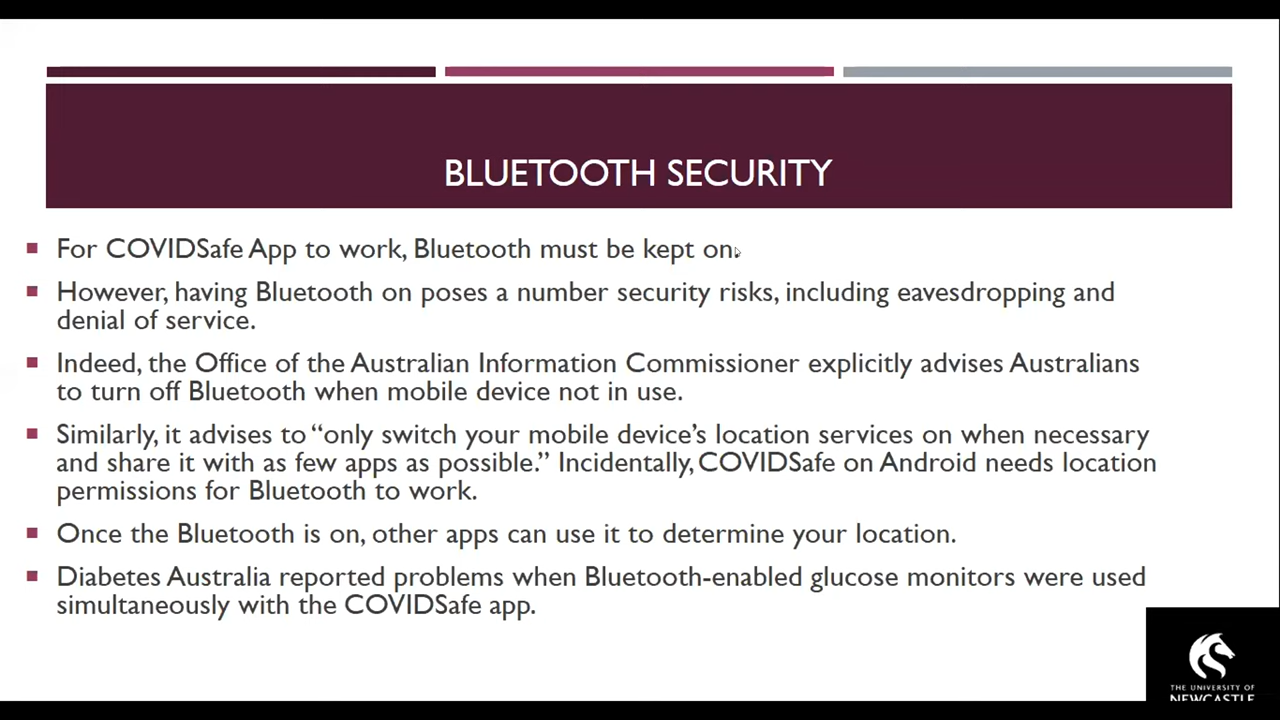 BLUETOOTH SECURITY
For COVIDSafe App to work, Bluetooth must be kept on.
However, having Bluetooth on poses a number security risks, including eavesdropping and
denial of service.
Indeed, the Office of the Australian Information Commissioner explicitly advises Australians
to turn off Bluetooth when mobile device not in use.
Similarly, it advises to “only switch your mobile device’s location services on when necessary
and share it with as few apps as possible.” Incidentally, COVIDSafe on Android needs location
permissions for Bluetooth to work.
Once the Bluetooth is on, other apps can use it to determine your location.
Diabetes Australia reported problems when Bluetooth-enabled glucose monitors were used
simultaneously with the COVIDSafe app.
THE UNIVERSITY OF
NEWCASTLE